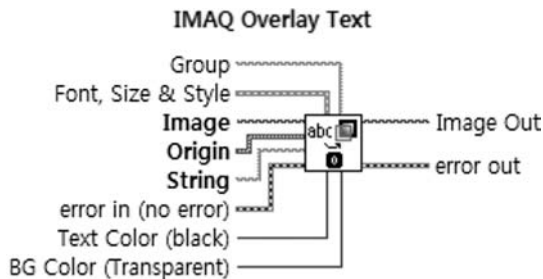 IMAQ Overlay Text
Group
Font, Size & Style
Image
Origin
String
error in (no error)
Text Color (black)
BG Color (Transparent)
abc
0
Image Out
error out